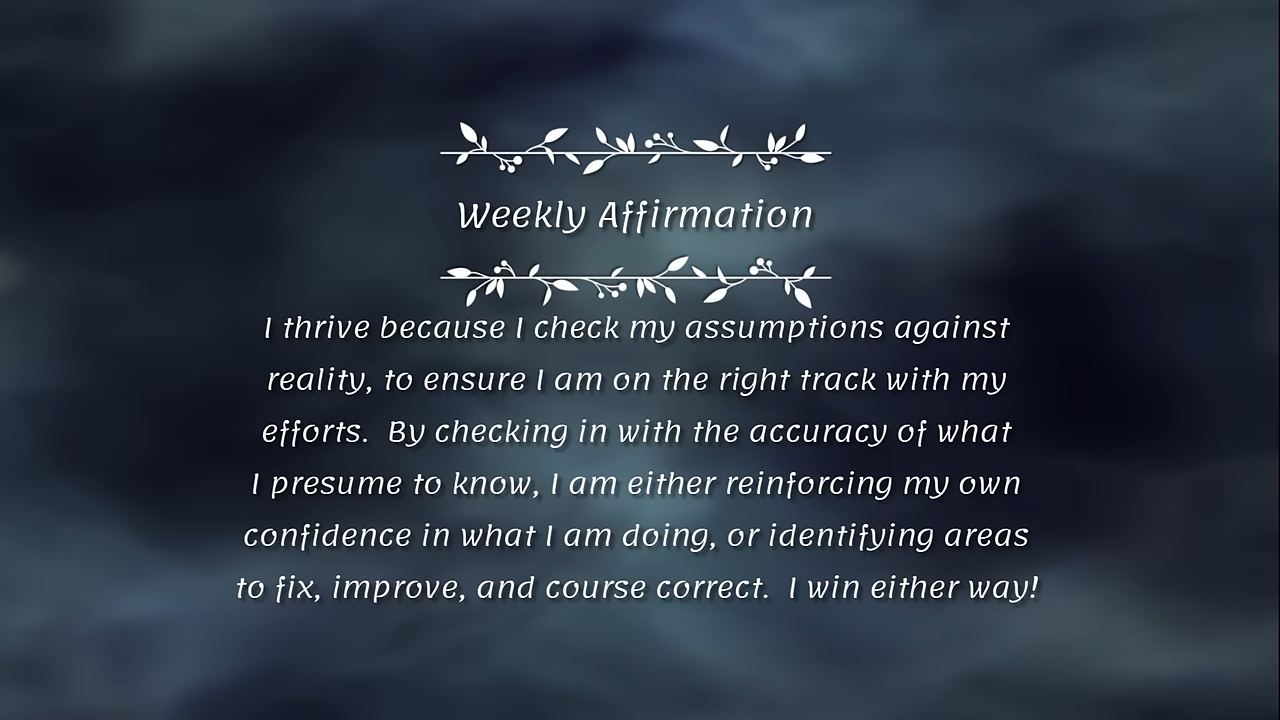 Weekly Affirmation
I thrive because I check my assumptions against
reality, to ensure I am on the right track with my
efforts.  By checking in with the accuracy of what
I presume to know, I am either reinforcing my own
confidence in what I am doing, or identifying areas
to fix, improve, and course correct.  I win either way!